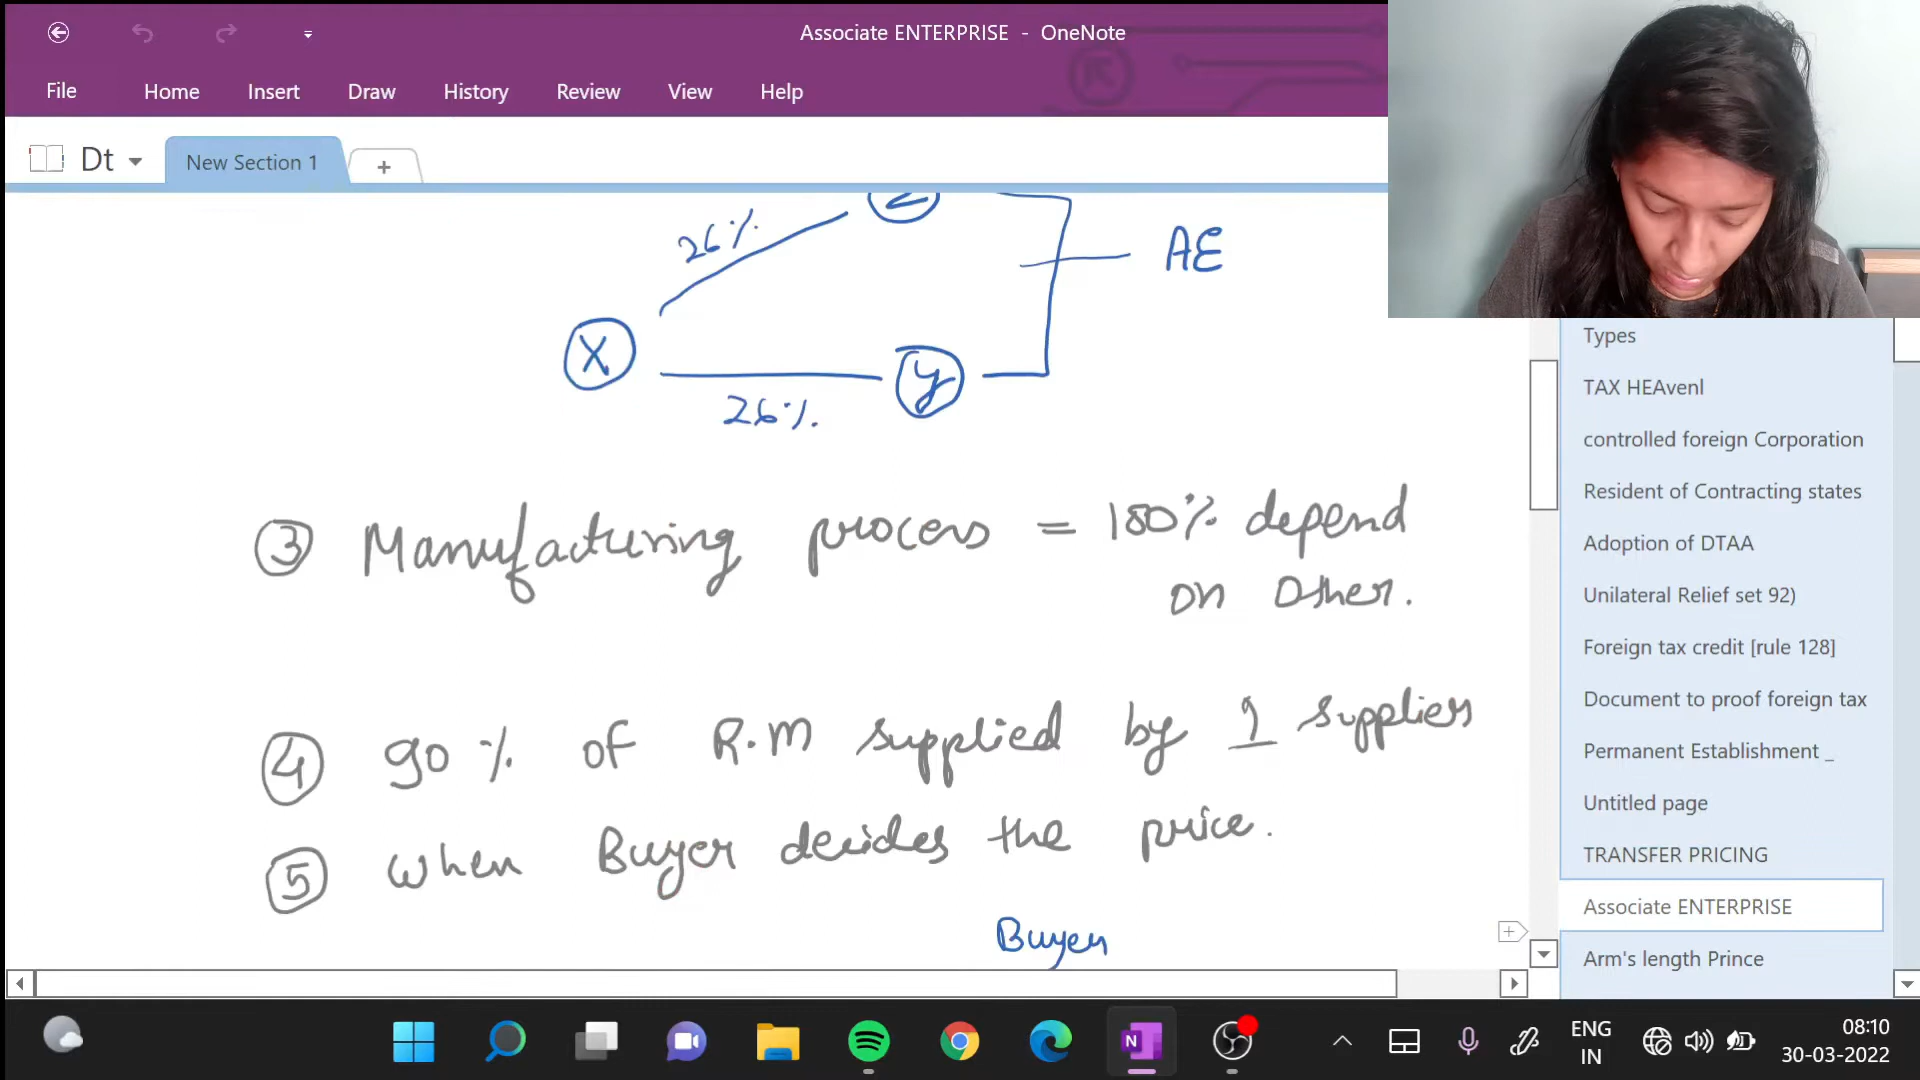 Associate ENTERPRISE - OneNote
File Home Insert Draw History Review View Help
Dt New Section 1 +
26% Z
AE
X
y
26%
③ Manufacturing process = 100% depend
on Other.
④ 90% of R.M supplied by 1 suppliers
⑤ When Buyer decides the price.
Buyer
Types
TAX HEAvenl
controlled foreign Corporation
Resident of Contracting states
Adoption of DTAA
Unilateral Relief set 92)
Foreign tax credit [rule 128]
Document to proof foreign tax
Permanent Establishment _
Untitled page
TRANSFER PRICING
Associate ENTERPRISE
Arm's length Prince
N
ENG
IN
08:10
30-03-2022